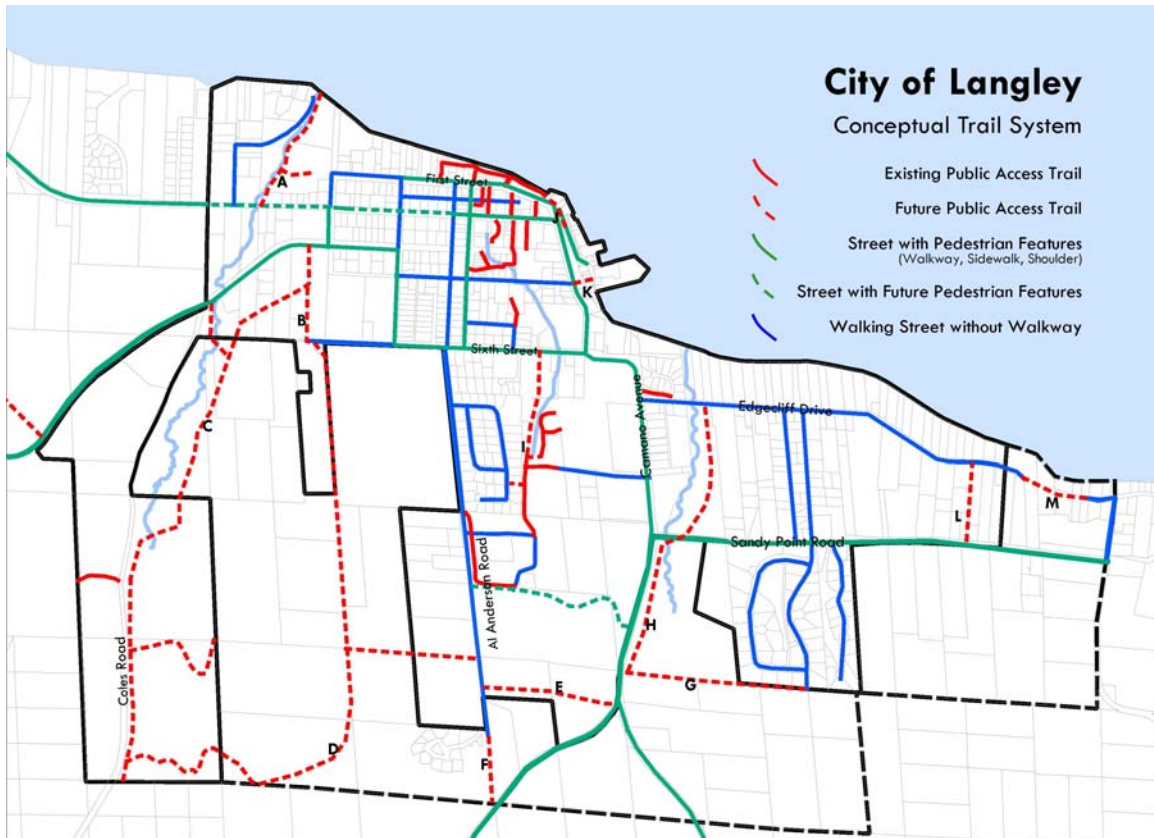 City of Langley
Conceptual Trail System
Existing Public Access Trail
Future Public Access Trail
Street with Pedestrian Features
(Walkway, Sidewalk, Shoulder)
Street with Future Pedestrian Features
Walking Street without Walkway
A
First Street
J
K
B
Sixth Street
C
Camano Avenue
Edgecliff Drive
I
L
M
Sandy Point Road
Al Anderson Road
H
Coles Road
G
E
D
F